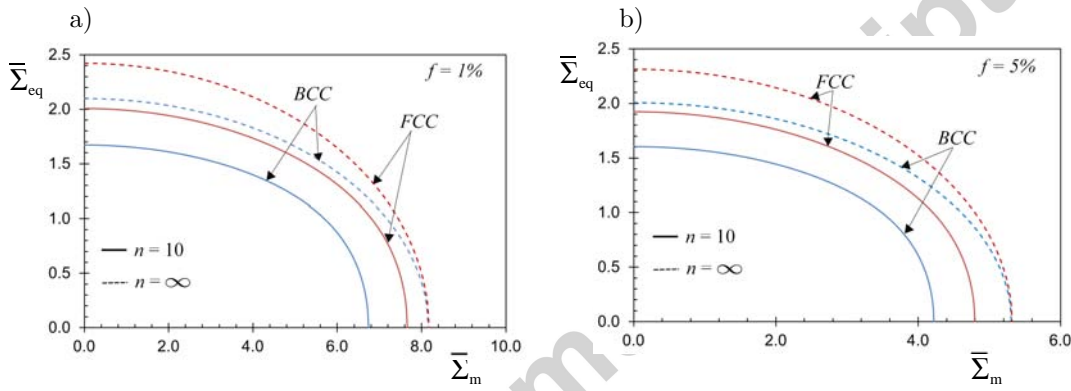 a)
Σ̅eq
2.5
2.0
1.5
1.0
0.5
0.0
0.0 2.0 4.0 6.0 8.0 10.0
Σ̅m
f = 1%
BCC
FCC
n = 10
n = ∞
b)
Σ̅eq
2.5
2.0
1.5
1.0
0.5
0.0
0.0 2.0 4.0 6.0
Σ̅m
f = 5%
FCC
BCC
n = 10
n = ∞